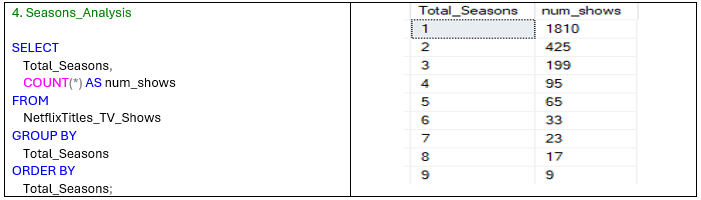 4. Seasons_Analysis
SELECT
Total_Seasons,
COUNT(*) AS num_shows
FROM
NetflixTitles_TV_Shows
GROUP BY
Total_Seasons
ORDER BY
Total_Seasons;
Total_Seasons num_shows
1 1810
2 425
3 199
4 95
5 65
6 33
7 23
8 17
9 9